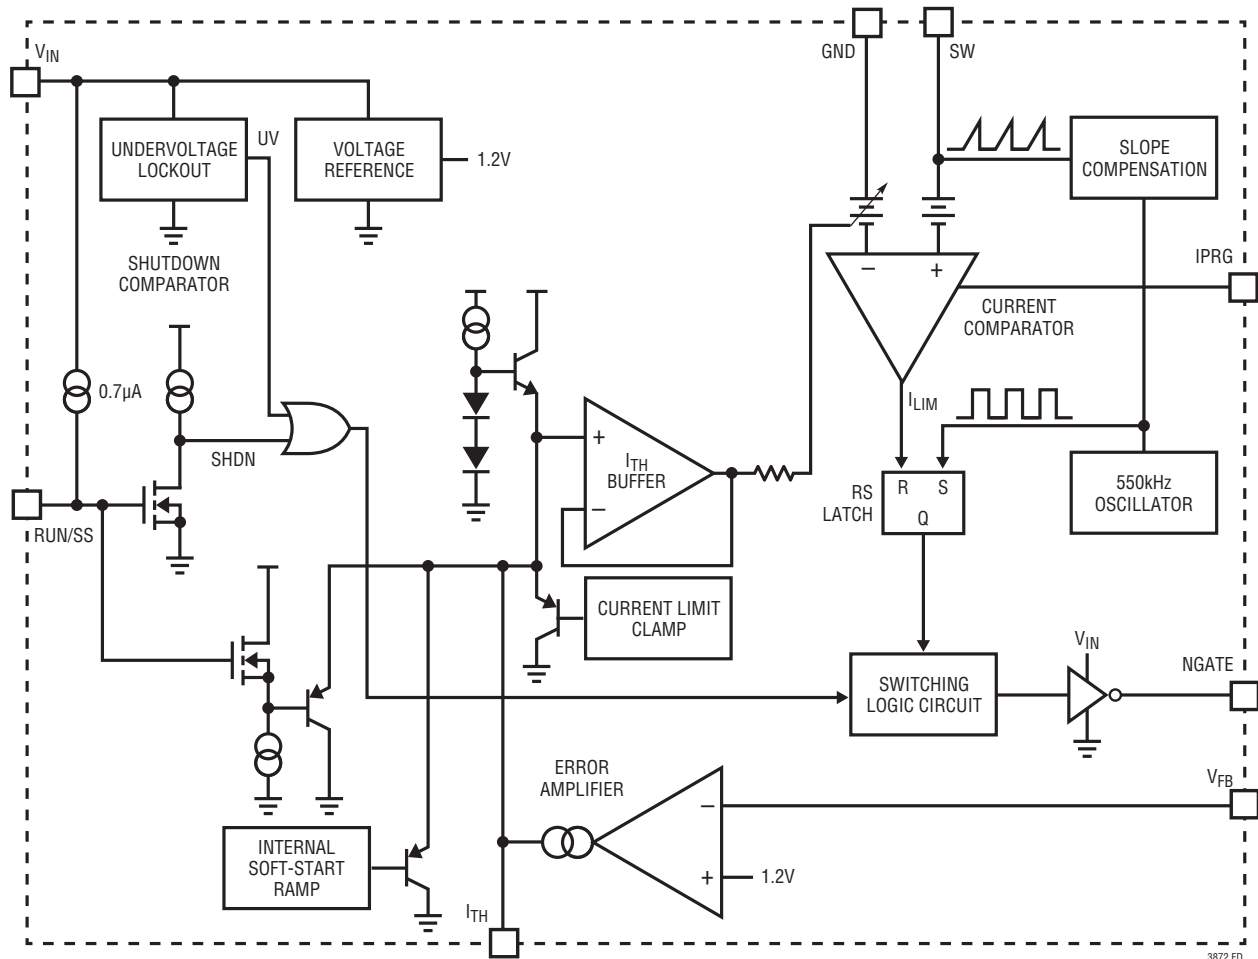 GND
SW
VIN
UV
UNDERVOLTAGE
LOCKOUT
VOLTAGE
REFERENCE
1.2V
SLOPE
COMPENSATION
SHUTDOWN
COMPARATOR
–
+
IPRG
CURRENT
COMPARATOR
0.7µA
ILIM
SHDN
+
ITH
BUFFER
–
RS
LATCH
R
S
Q
550kHz
OSCILLATOR
RUN/SS
CURRENT LIMIT
CLAMP
VIN
NGATE
SWITCHING
LOGIC CIRCUIT
ERROR
AMPLIFIER
VFB
–
INTERNAL
SOFT-START
RAMP
+
1.2V
ITH
3872 FD